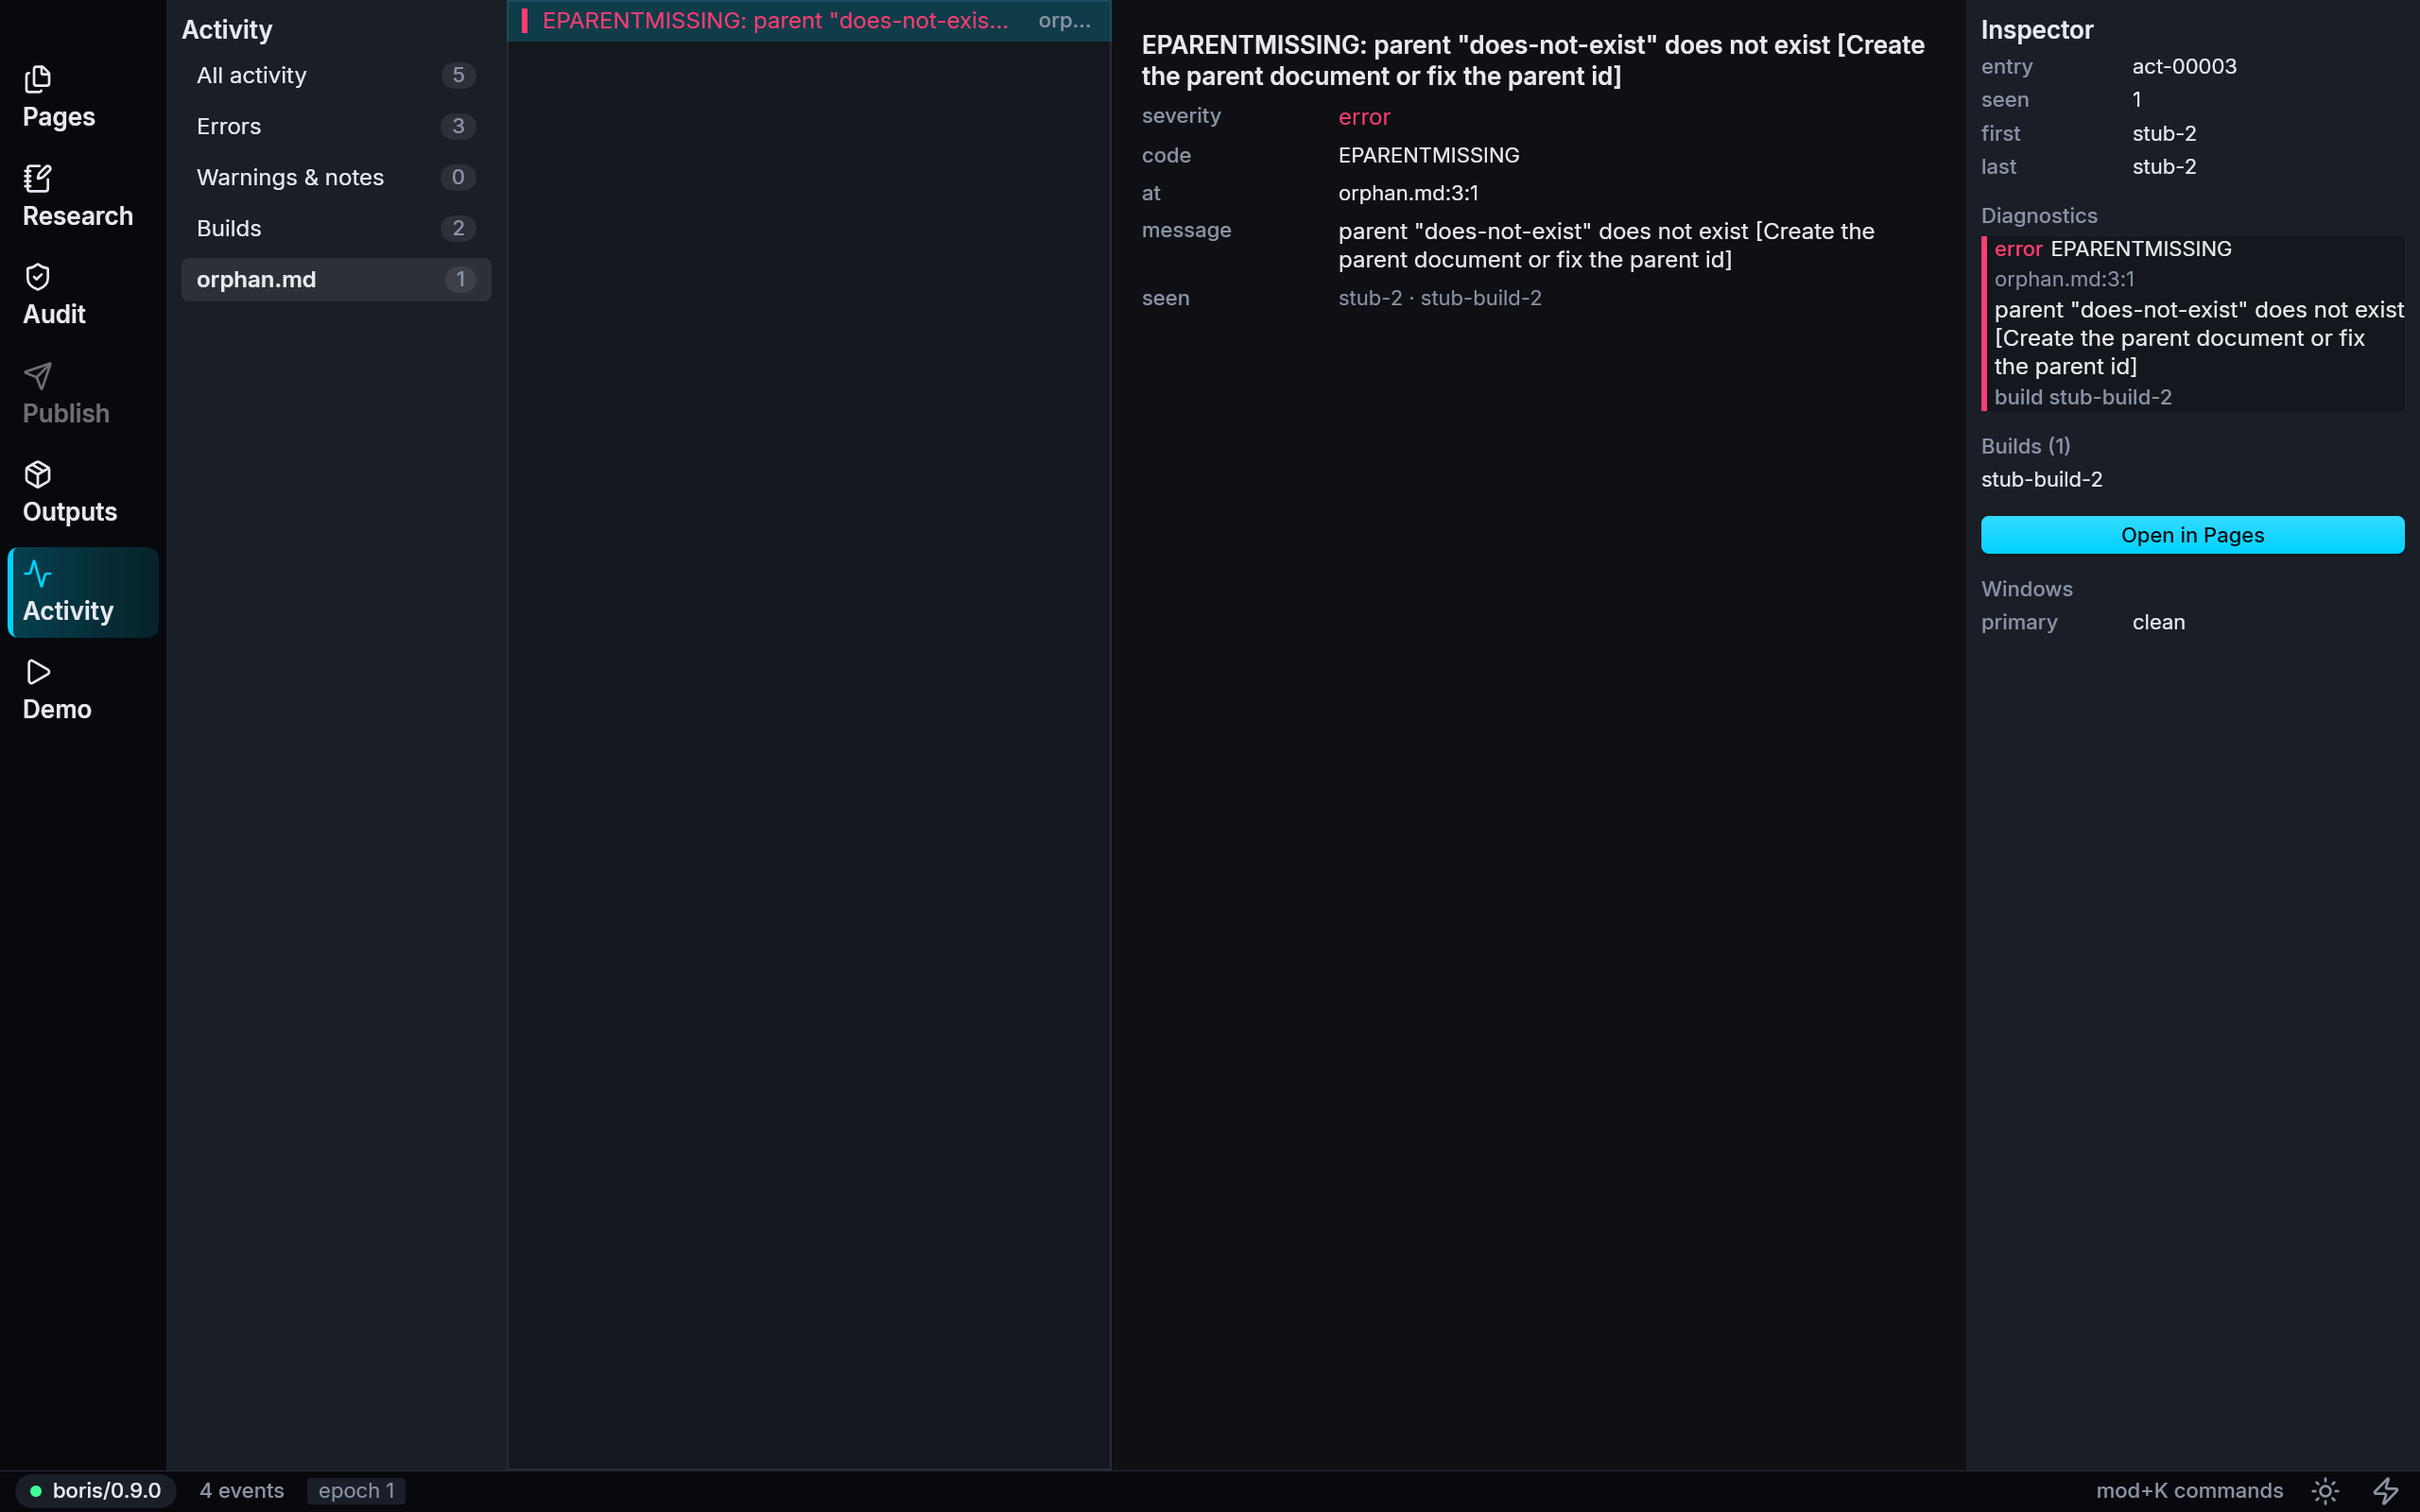 Pages
Research
Audit
Publish
Outputs
Activity
Demo
Activity
All activity 5
Errors 3
Warnings & notes 0
Builds 2
orphan.md 1
EPARENTMISSING: parent "does-not-exis... orp...
EPARENTMISSING: parent "does-not-exist" does not exist [Create
the parent document or fix the parent id]
severity error
code EPARENTMISSING
at orphan.md:3:1
message parent "does-not-exist" does not exist [Create the
parent document or fix the parent id]
seen stub-2 · stub-build-2
Inspector
entry act-00003
seen 1
first stub-2
last stub-2
Diagnostics
error EPARENTMISSING
orphan.md:3:1
parent "does-not-exist" does not exist
[Create the parent document or fix
the parent id]
build stub-build-2
Builds (1)
stub-build-2
Open in Pages
Windows
primary clean
boris/0.9.0 4 events epoch 1 mod+K commands